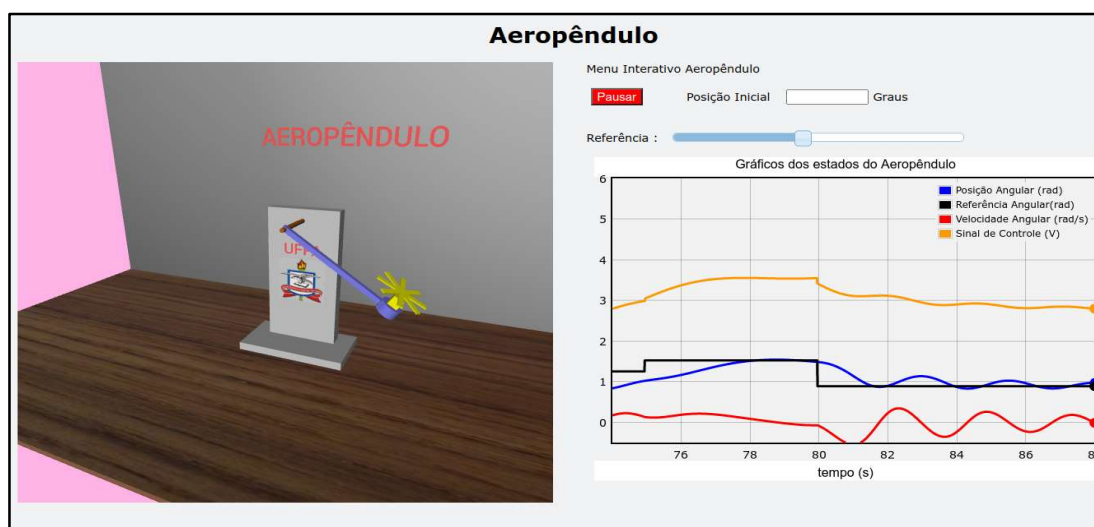 Aeropêndulo
AEROPÊNDULO
Menu Interativo Aeropêndulo
Pausar Posição Inicial Graus
Referência :
Gráficos dos estados do Aeropêndulo
6
5
4
3
2
1
0
Posição Angular (rad)
Referência Angular(rad)
Velocidade Angular (rad/s)
Sinal de Controle (V)
76 78 80 82 84 86
tempo (s)